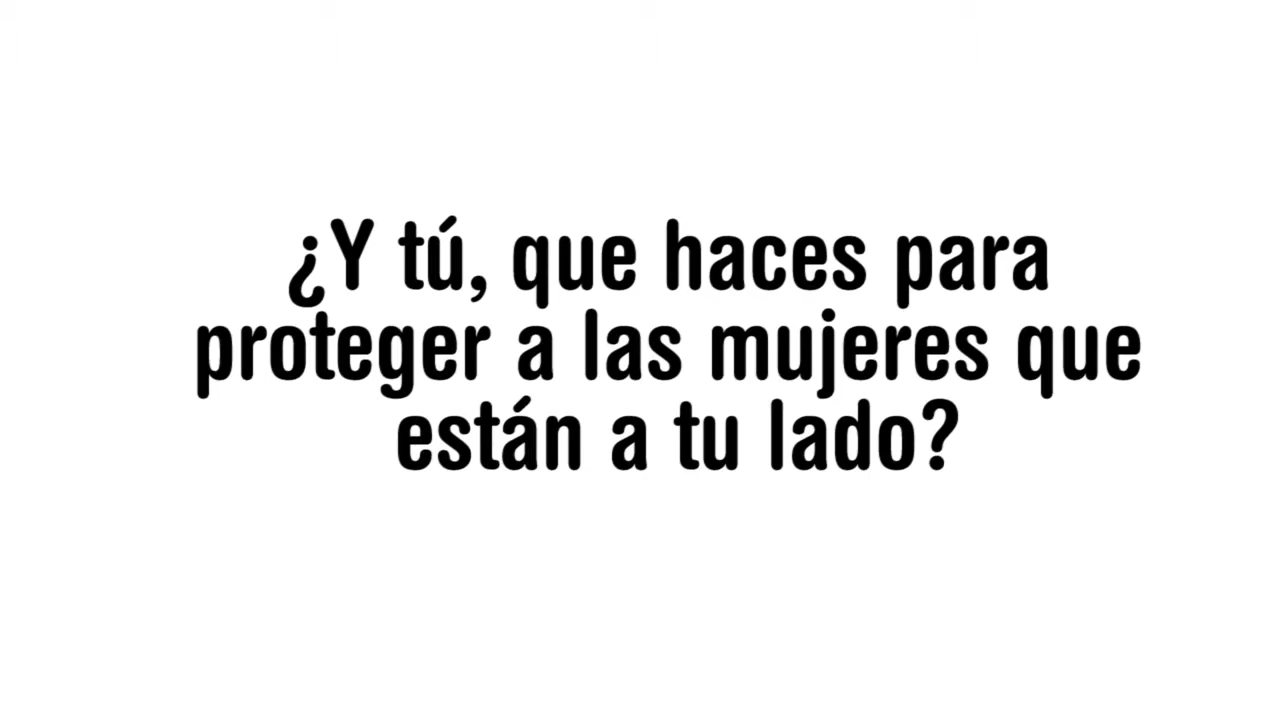 ¿Y tú, que haces para
proteger a las mujeres que
están a tu lado?